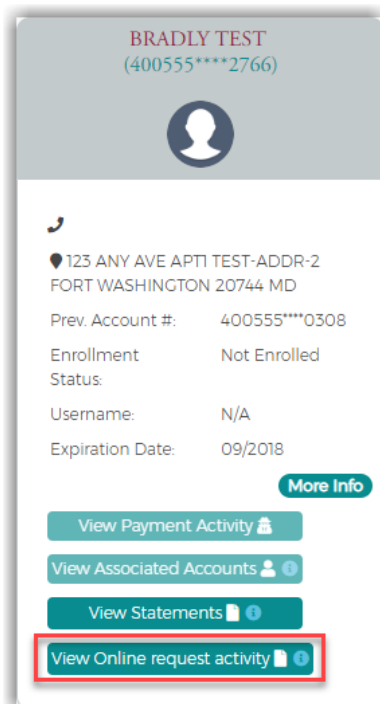 BRADLY TEST
(400555****2766)
123 ANY AVE APT1 TEST-ADDR-2
FORT WASHINGTON 20744 MD
Prev. Account #: 400555****0308
Enrollment Status: Not Enrolled
Username: N/A
Expiration Date: 09/2018
More Info
View Payment Activity
View Associated Accounts
View Statements
View Online request activity